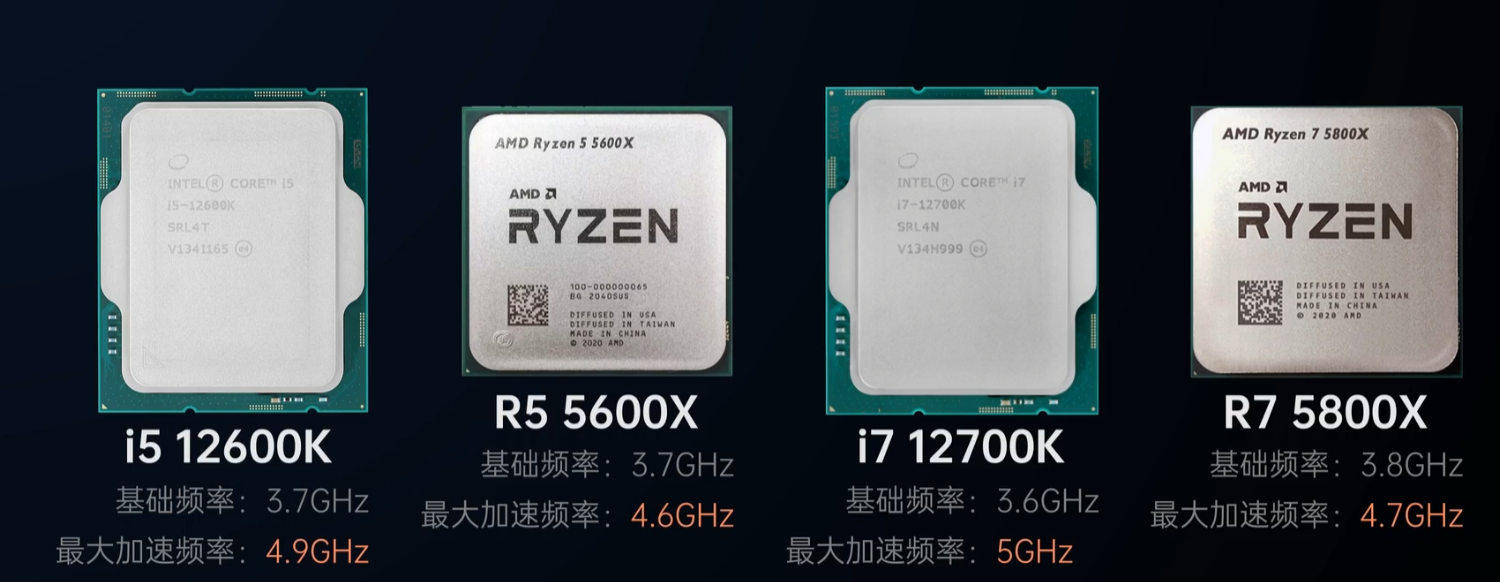 INTEL® CORE™ i5
i5-12600K
SRL4T
V134I165 e4
i5 12600K
基础频率：3.7GHz
最大加速频率：4.9GHz
AMD Ryzen 5 5600X
AMD
RYZEN
100-000000065
BG 2040SUS
DIFFUSED IN USA
DIFFUSED IN TAIWAN
MADE IN CHINA
© 2020 AMD
R5 5600X
基础频率：3.7GHz
最大加速频率：4.6GHz
INTEL® CORE™ i7
i7-12700K
SRL4N
V134H999 e4
i7 12700K
基础频率：3.6GHz
最大加速频率：5GHz
AMD Ryzen 7 5800X
AMD
RYZEN
DIFFUSED IN USA
DIFFUSED IN TAIWAN
MADE IN CHINA
© 2020 AMD
R7 5800X
基础频率：3.8GHz
最大加速频率：4.7GHz